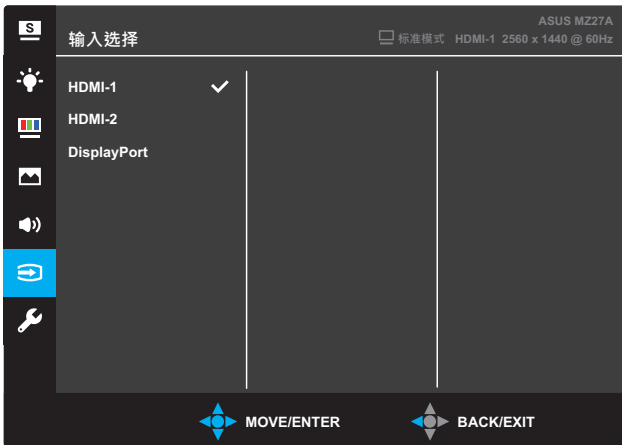 S
ASUS MZ27A
输入选择
标准模式 HDMI-1 2560 x 1440 @ 60Hz
HDMI-1
HDMI-2
DisplayPort
MOVE/ENTER
BACK/EXIT